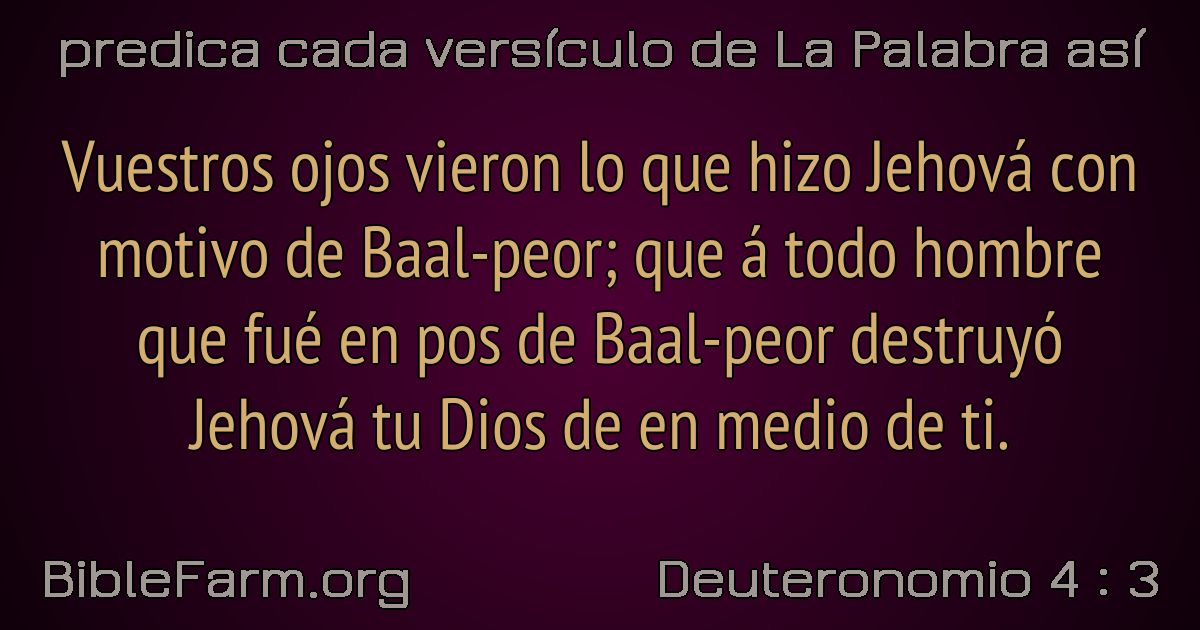 predica cada versículo de La Palabra así
Vuestros ojos vieron lo que hizo Jehová con
motivo de Baal-peor; que á todo hombre
que fué en pos de Baal-peor destruyó
Jehová tu Dios de en medio de ti.
BibleFarm.org
Deuteronomio 4 : 3